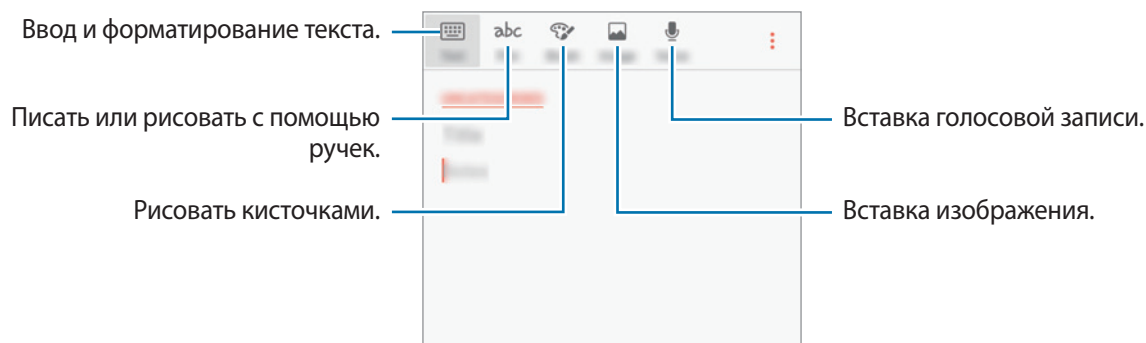 Ввод и форматирование текста.
abc
Писать или рисовать с помощью
ручек.
Вставка голосовой записи.
Рисовать кисточками.
Вставка изображения.